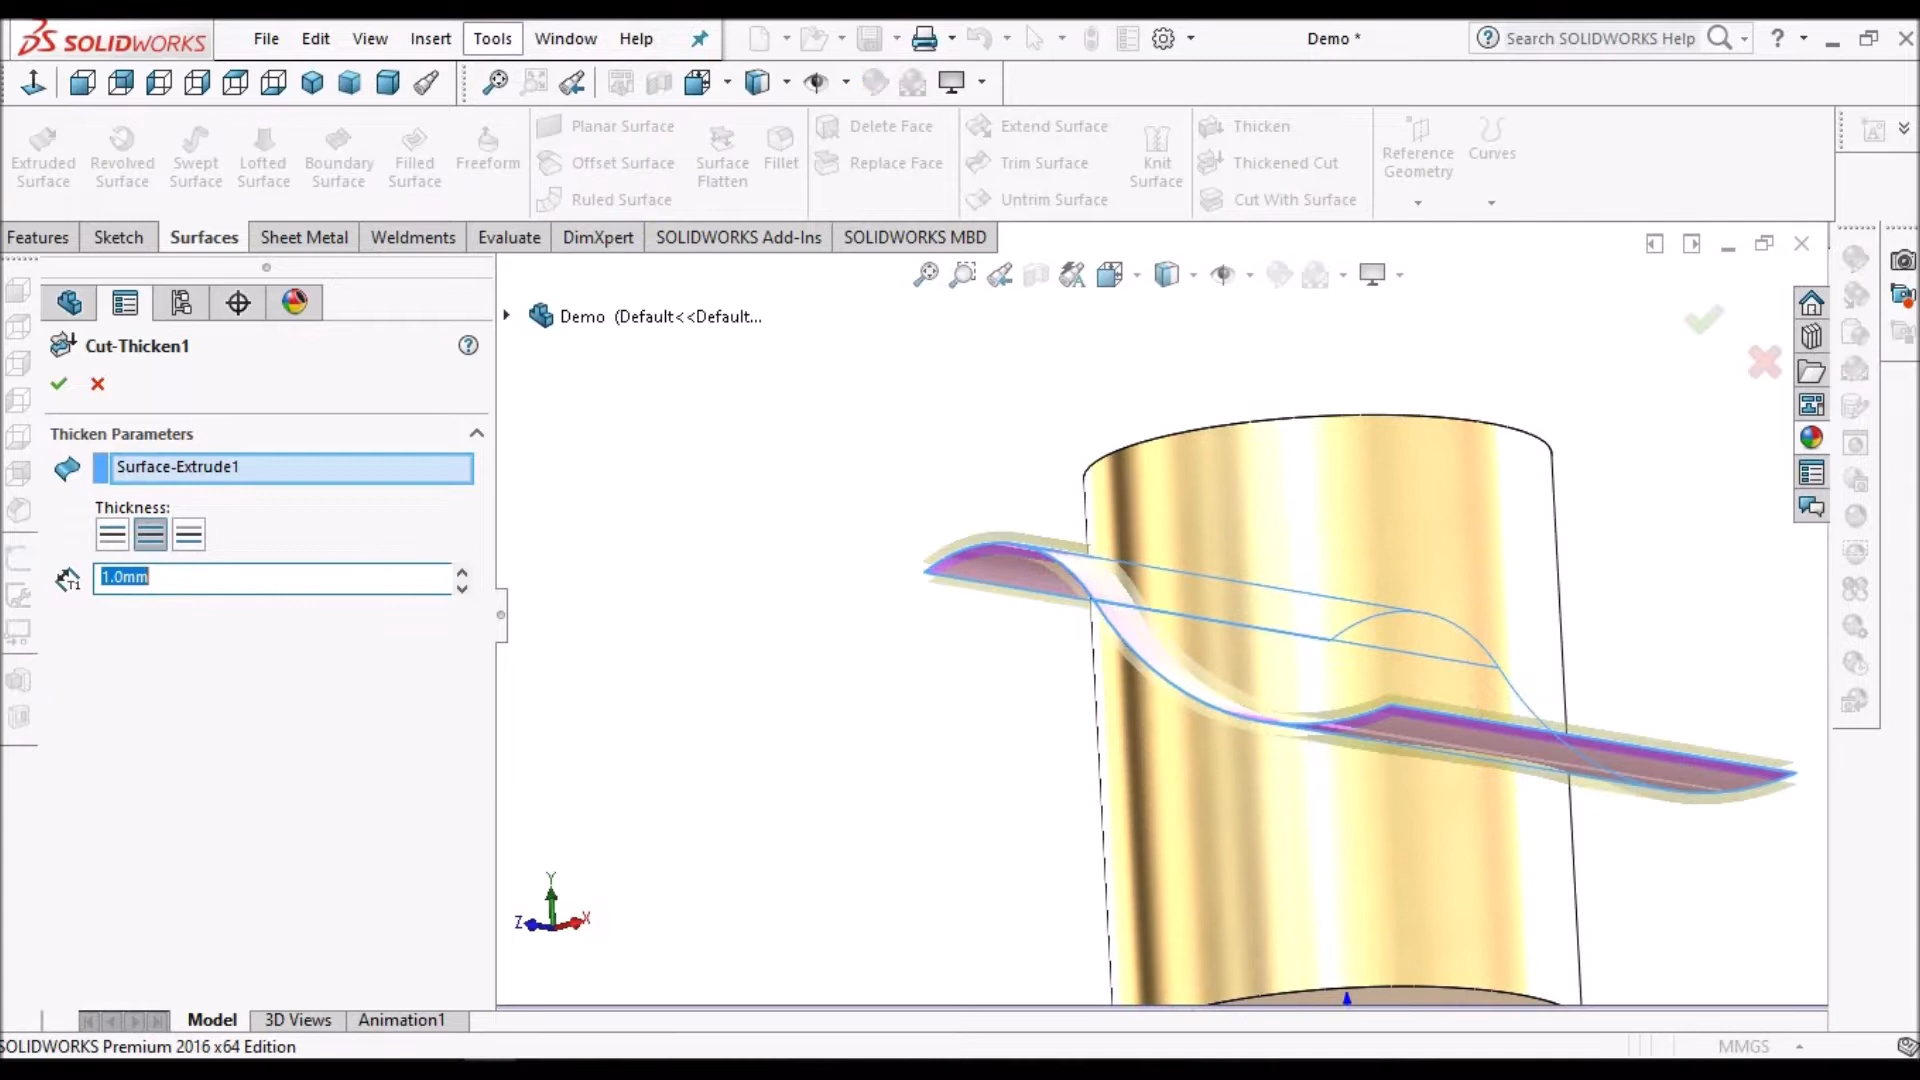 SOLIDWORKS
File Edit View Insert Tools Window Help
Demo *
Search SOLIDWORKS Help
Extruded Surface
Revolved Surface
Swept Surface
Lofted Surface
Boundary Surface
Filled Surface
Freeform
Planar Surface
Offset Surface
Ruled Surface
Surface Flatten
Fillet
Delete Face
Replace Face
Extend Surface
Trim Surface
Untrim Surface
Knit Surface
Thicken
Thickened Cut
Cut With Surface
Reference Geometry
Curves
Features Sketch Surfaces Sheet Metal Weldments Evaluate DimXpert SOLIDWORKS Add-Ins SOLIDWORKS MBD
Demo (Default<<Default...
Cut-Thicken1
Thicken Parameters
Surface-Extrude1
Thickness:
T1
1.0mm
Y
Z
X
Model 3D Views Animation1
SOLIDWORKS Premium 2016 x64 Edition
MMGS